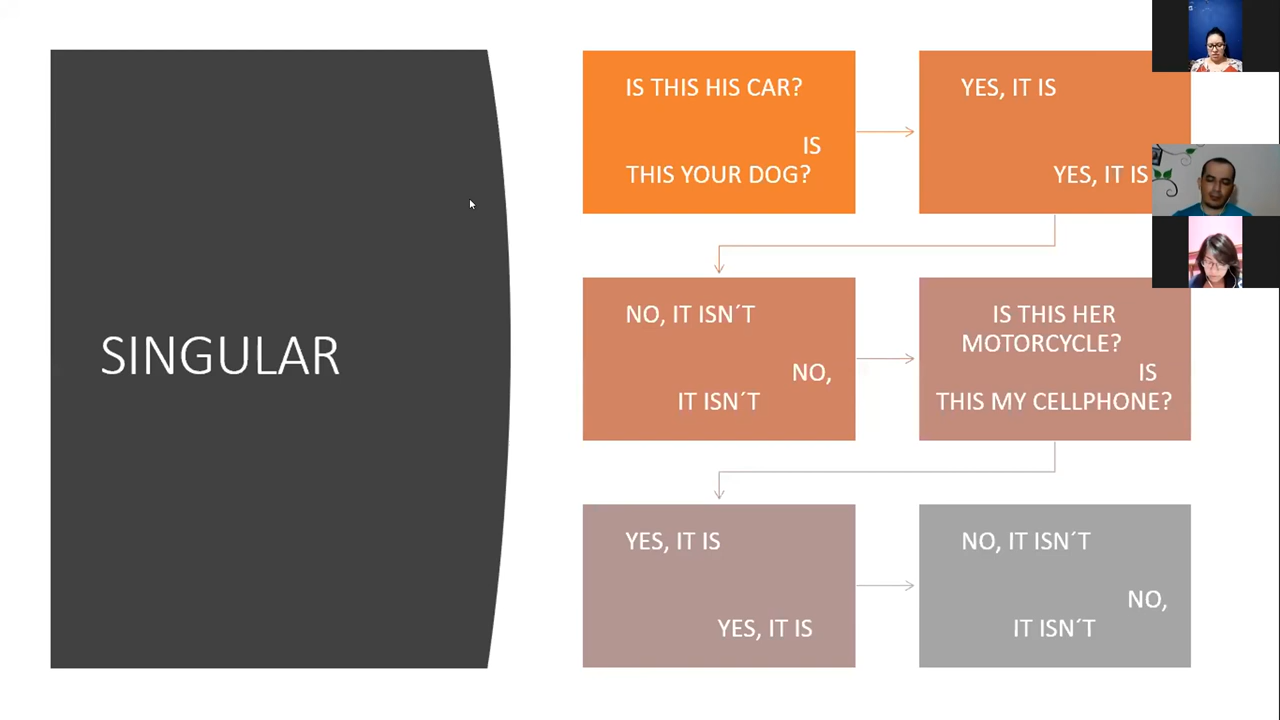 SINGULAR
IS THIS HIS CAR?
IS
THIS YOUR DOG?
YES, IT IS
YES, IT IS
NO, IT ISN´T
NO,
IT ISN´T
IS THIS HER
MOTORCYCLE?
IS
THIS MY CELLPHONE?
YES, IT IS
YES, IT IS
NO, IT ISN´T
NO,
IT ISN´T